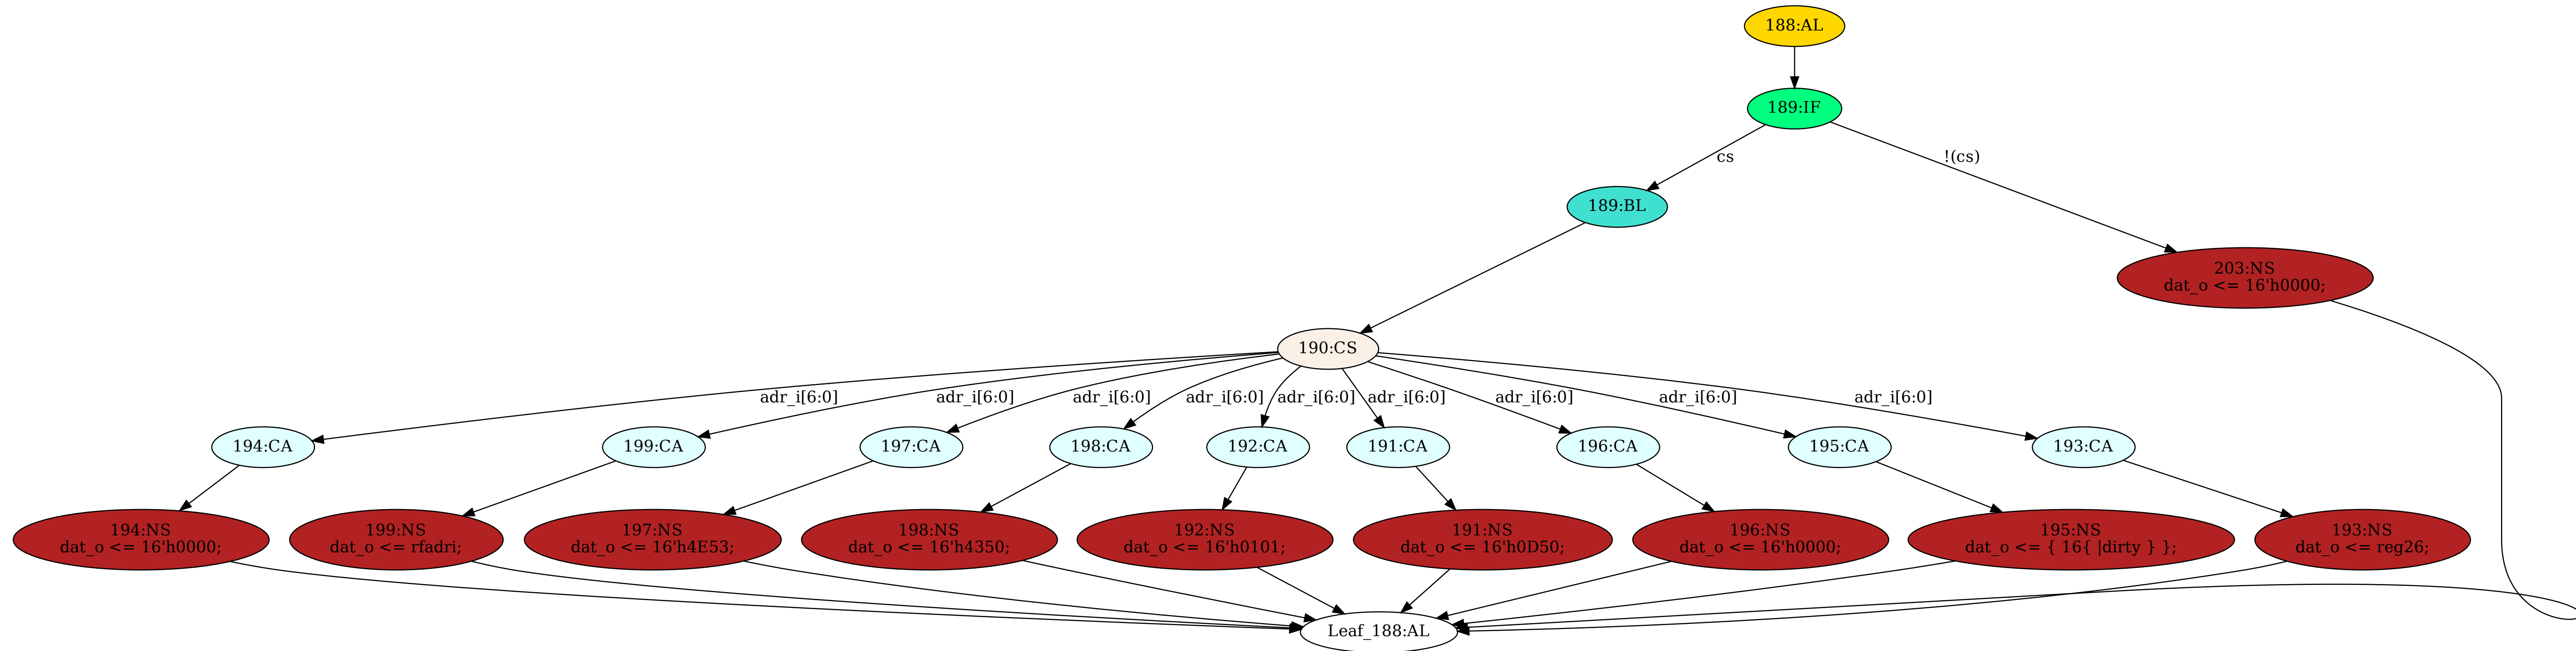 188:AL
189:IF
cs
!(cs)
189:BL
203:NS
dat_o <= 16'h0000;
190:CS
adr_i[6:0]
adr_i[6:0]
adr_i[6:0]
adr_i[6:0]
adr_i[6:0]
adr_i[6:0]
adr_i[6:0]
adr_i[6:0]
adr_i[6:0]
194:CA
199:CA
197:CA
198:CA
192:CA
191:CA
196:CA
195:CA
193:CA
194:NS
dat_o <= 16'h0000;
199:NS
dat_o <= rfadri;
197:NS
dat_o <= 16'h4E53;
198:NS
dat_o <= 16'h4350;
192:NS
dat_o <= 16'h0101;
191:NS
dat_o <= 16'h0D50;
196:NS
dat_o <= 16'h0000;
195:NS
dat_o <= { 16{ |dirty } };
193:NS
dat_o <= reg26;
Leaf_188:AL